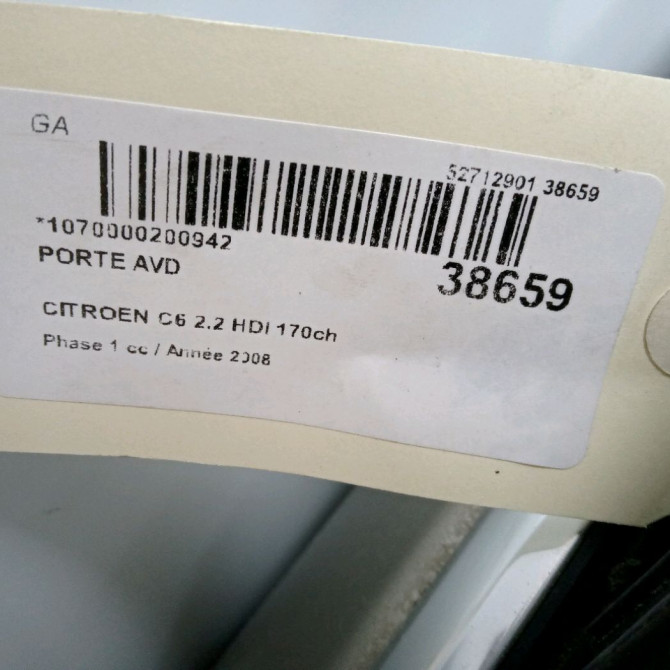 GA
52712901 38659
*1070000200942
38659
PORTE AVD
CITROEN C6 2.2 HDI 170ch
Phase 1 cc / Année 2008